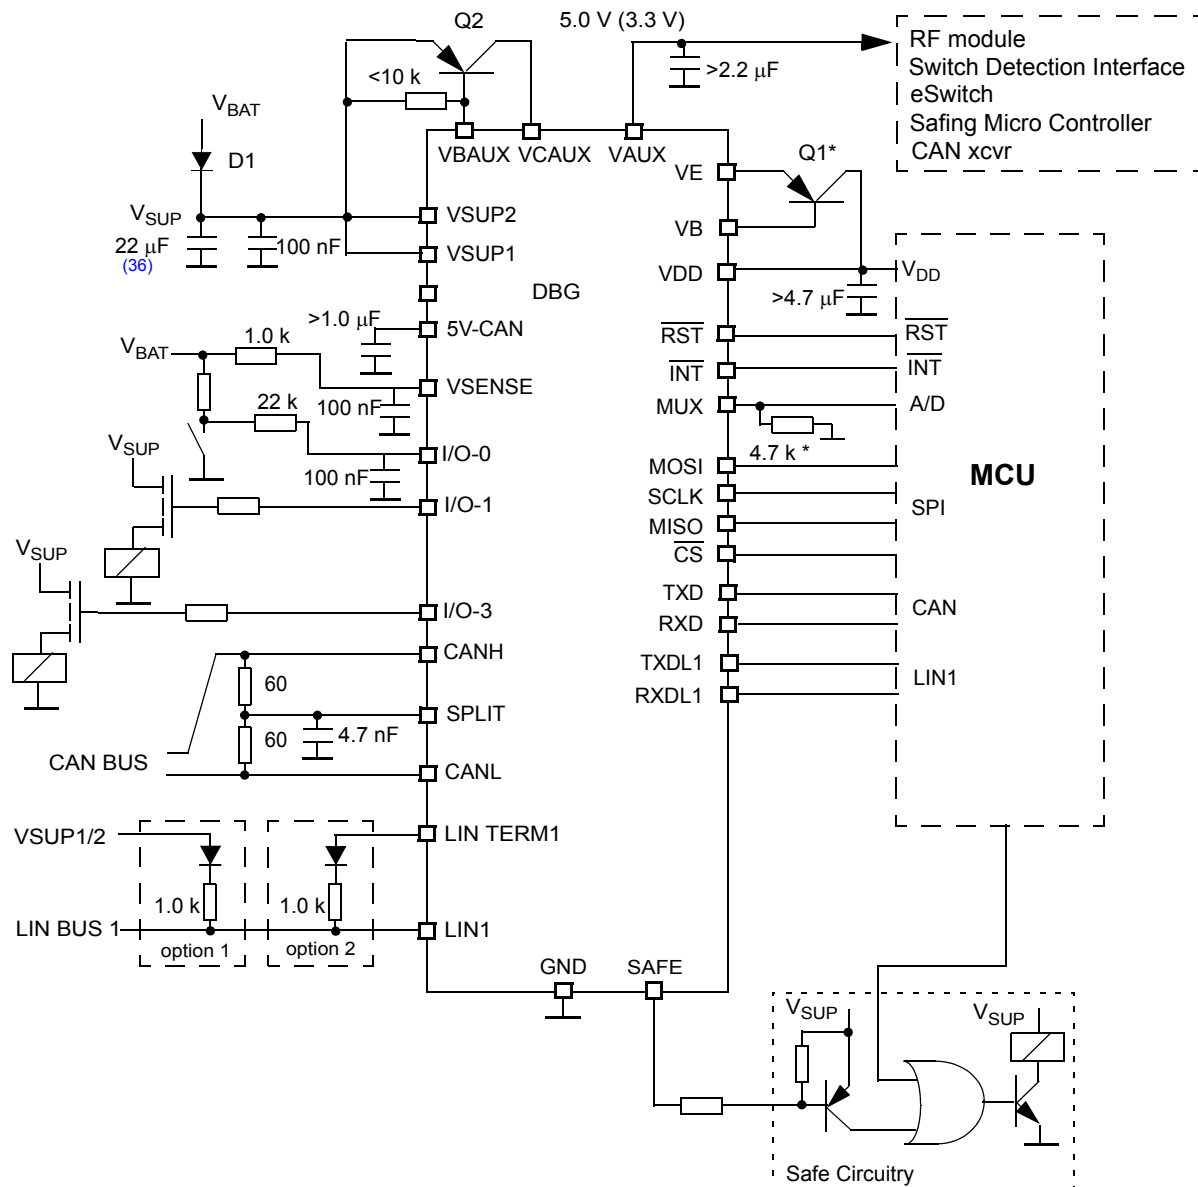 Q2
5.0 V (3.3 V)
RF module
Switch Detection Interface
eSwitch
Safing Micro Controller
CAN xcvr
>2.2 μF
<10 k
VBAT
D1
VBAUX
VCAUX
VAUX
Q1*
VE
VB
VSUP
VSUP2
22 μF
(36)
100 nF
VSUP1
VDD
VDD
>4.7 μF
DBG
>1.0 μF
5V-CAN
RST
RST
VBAT
1.0 k
INT
INT
VSENSE
100 nF
MUX
A/D
22 k
4.7 k *
VSUP
I/O-0
100 nF
MOSI
MCU
SCLK
SPI
I/O-1
MISO
CS
VSUP
TXD
CAN
I/O-3
RXD
CANH
TXDL1
LIN1
60
RXDL1
SPLIT
4.7 nF
60
CAN BUS
CANL
VSUP1/2
LIN TERM1
1.0 k
1.0 k
LIN BUS 1
LIN1
option 1
option 2
GND
SAFE
VSUP
VSUP
Safe Circuitry